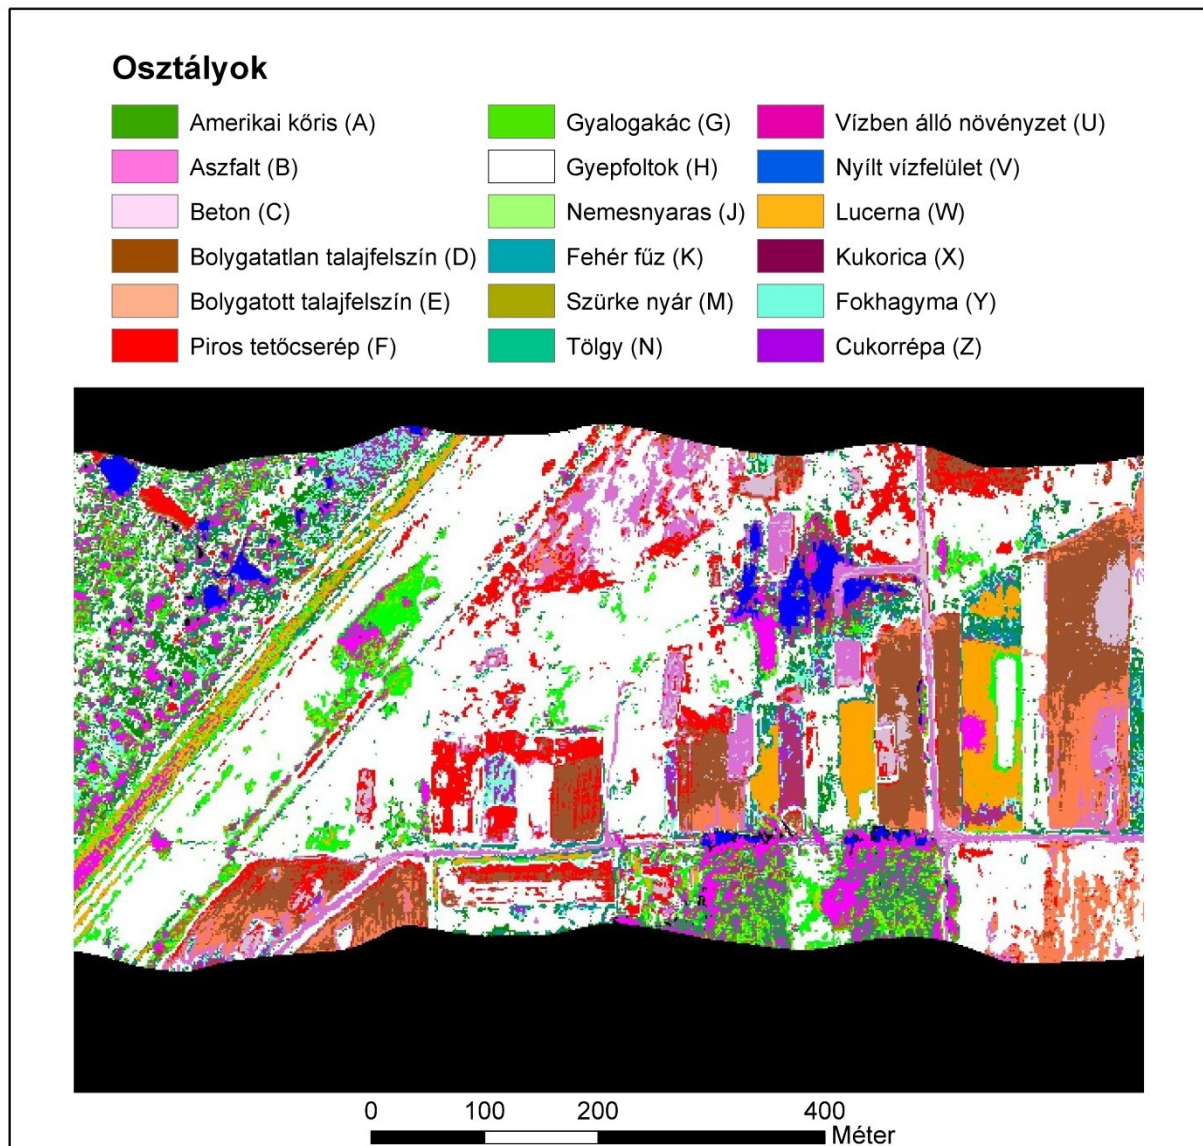 Osztályok
Amerikai kőris (A)
Aszfalt (B)
Beton (C)
Bolygatatlan talajfelszín (D)
Bolygatott talajfelszín (E)
Piros tetőcserép (F)
Gyalogakác (G)
Gyepfoltok (H)
Nemesnyaras (J)
Fehér fűz (K)
Szürke nyár (M)
Tölgy (N)
Vízben álló növényzet (U)
Nyílt vízfelület (V)
Lucerna (W)
Kukorica (X)
Fokhagyma (Y)
Cukorrépa (Z)
0 100 200 400
Méter